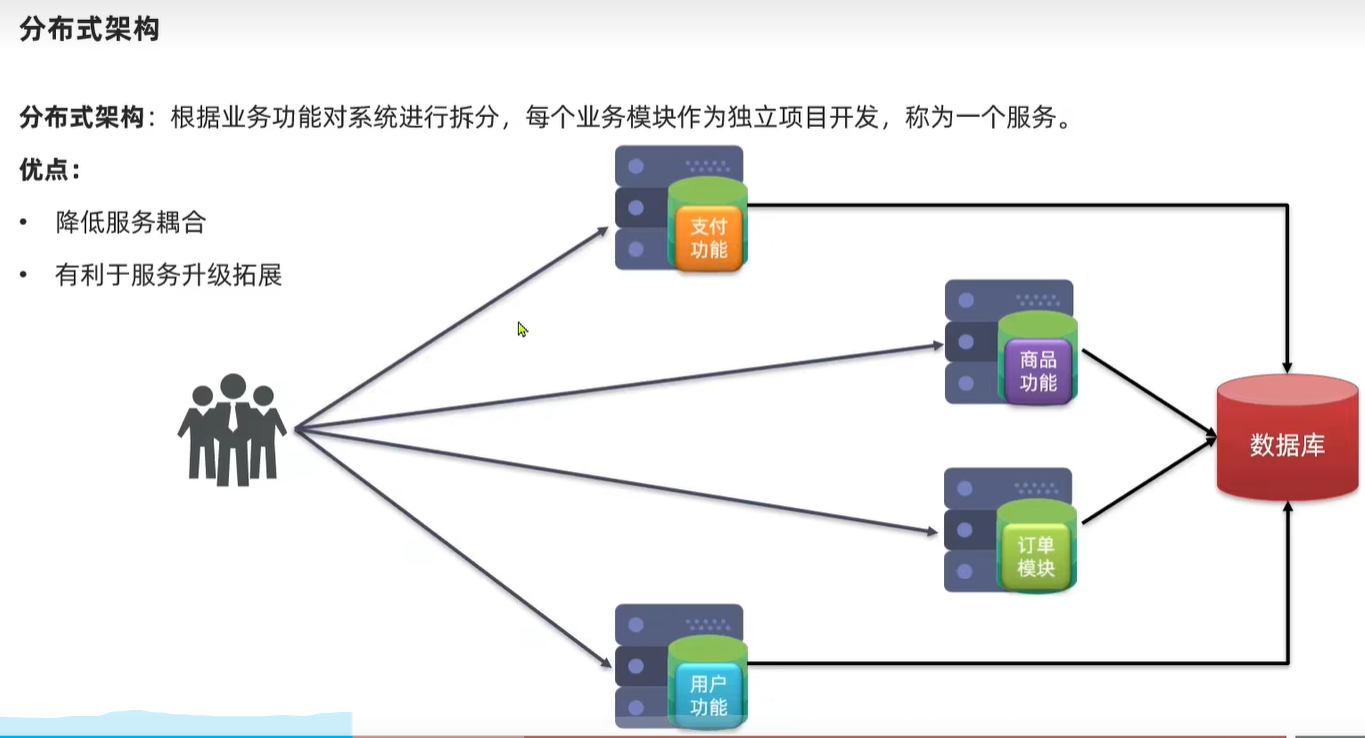 分布式架构
分布式架构：根据业务功能对系统进行拆分，每个业务模块作为独立项目开发，称为一个服务。
优点：
• 降低服务耦合
• 有利于服务升级拓展
支付
功能
商品
功能
数据库
订单
模块
用户
功能